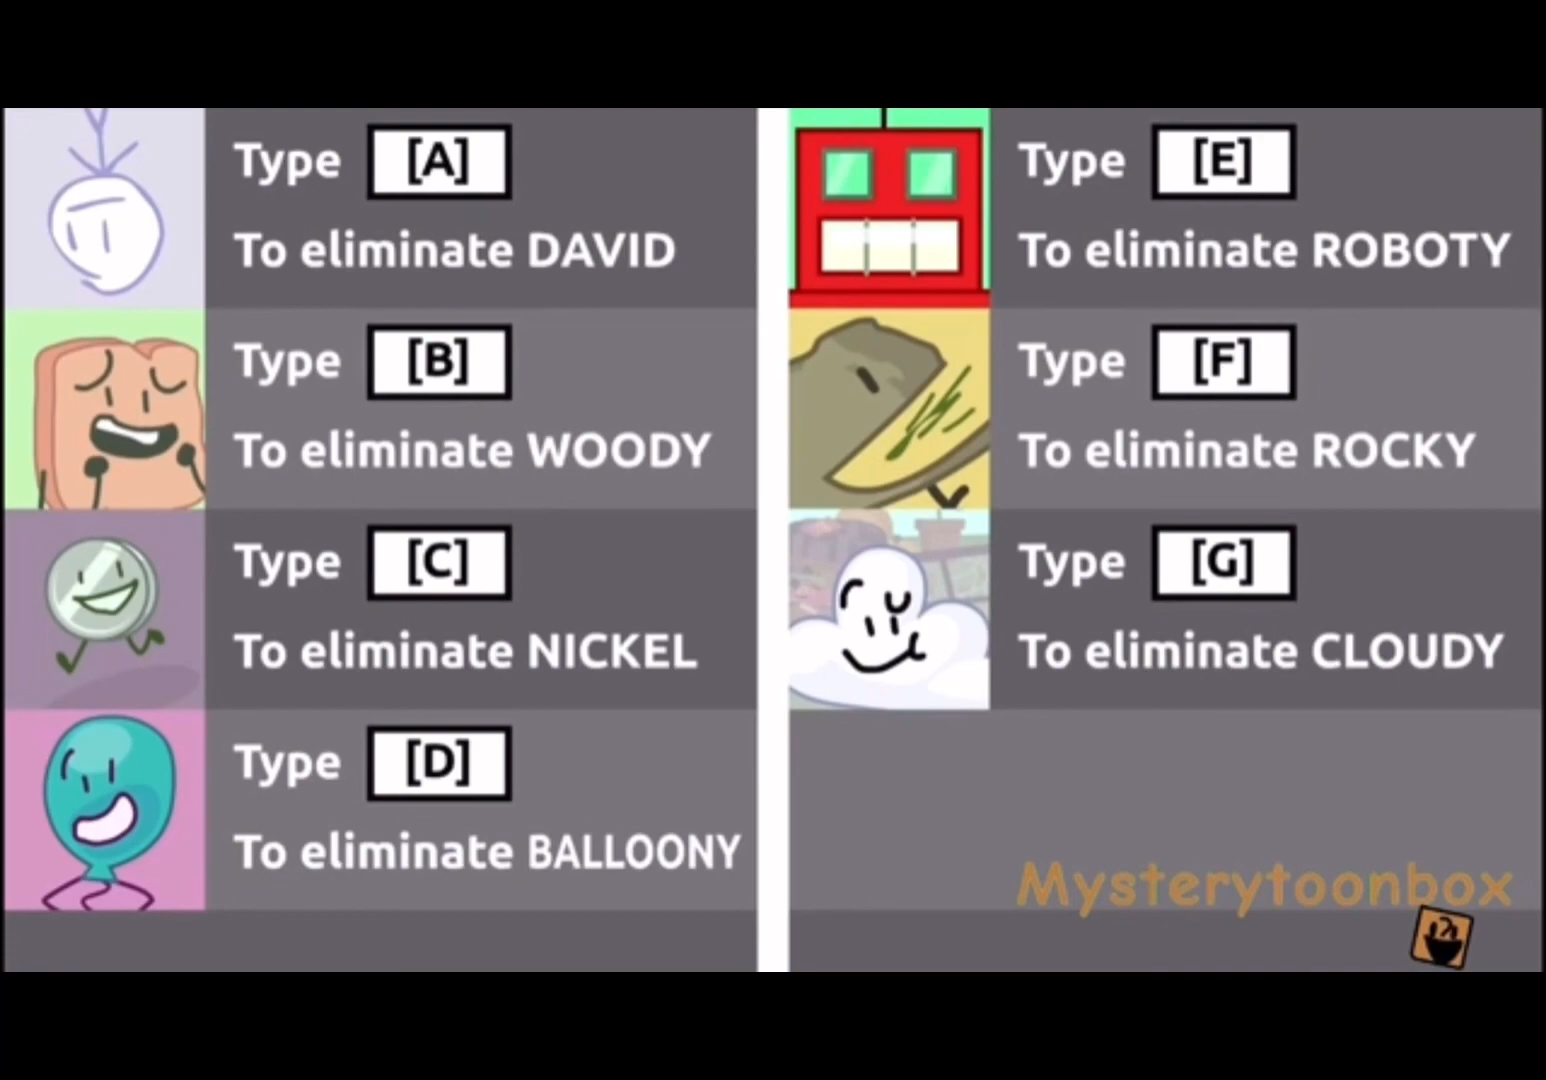 Type [A]
To eliminate DAVID
Type [B]
To eliminate WOODY
Type [C]
To eliminate NICKEL
Type [D]
To eliminate BALLOONY
Type [E]
To eliminate ROBOTY
Type [F]
To eliminate ROCKY
Type [G]
To eliminate CLOUDY
Mysterytoonbox